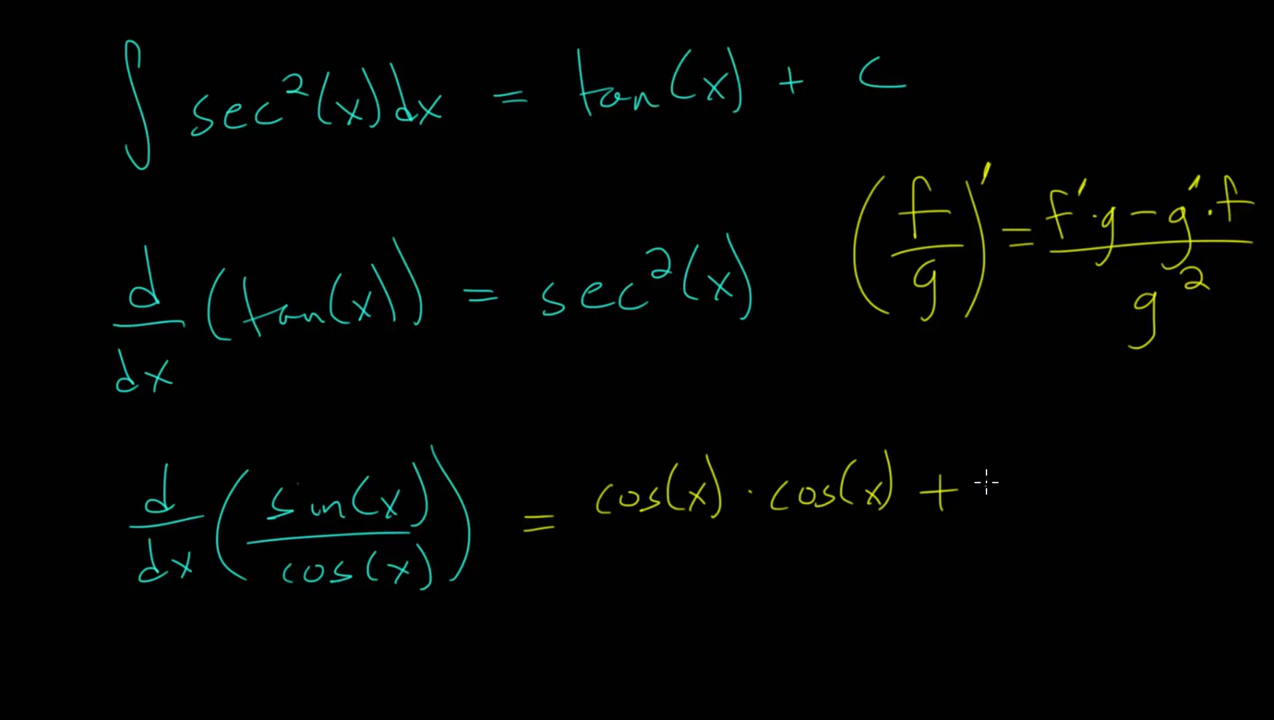 ∫ sec²(x)dx = tan(x) + c
(f/g)' = (f'·g − g'·f)/g²
d/dx (tan(x)) = sec²(x)
d/dx (sin(x)/cos(x)) = cos(x) · cos(x) +